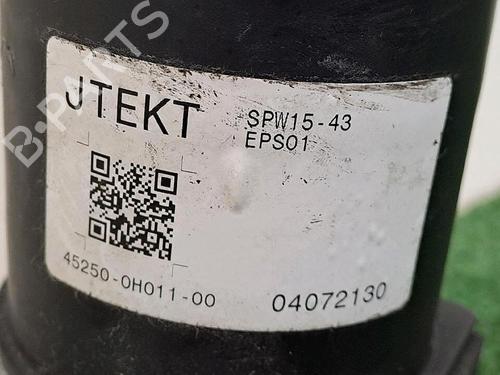 B-PARTS
JTEKT
SPW15-43
EPS01
45250-0H011-00
04072130